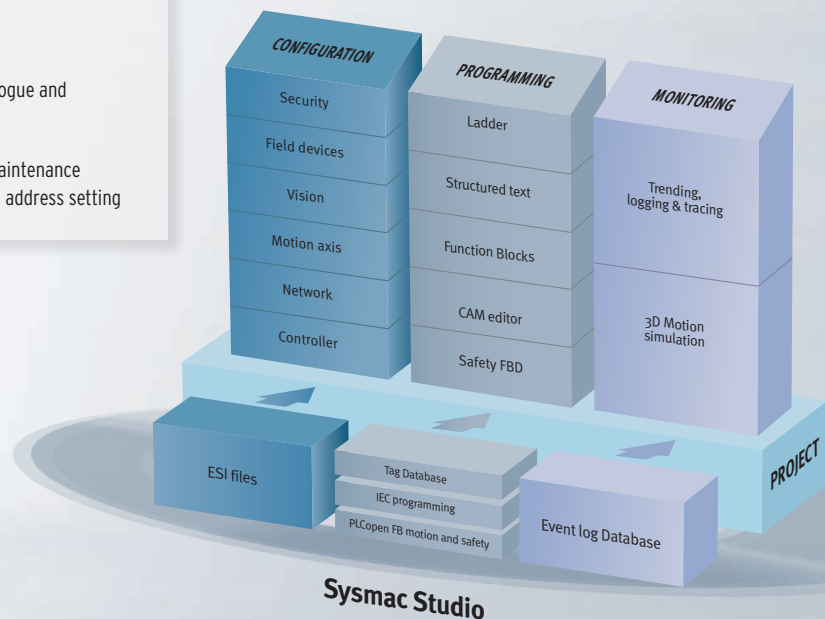 ogue and
aintenance
address setting
CONFIGURATION
Security
Field devices
Vision
Motion axis
Network
Controller
PROGRAMMING
Ladder
Structured text
Function Blocks
CAM editor
Safety FBD
MONITORING
Trending,
logging & tracing
3D Motion
simulation
PROJECT
ESI files
Tag Database
IEC programming
PLCopen FB motion and safety
Event log Database
Sysmac Studio